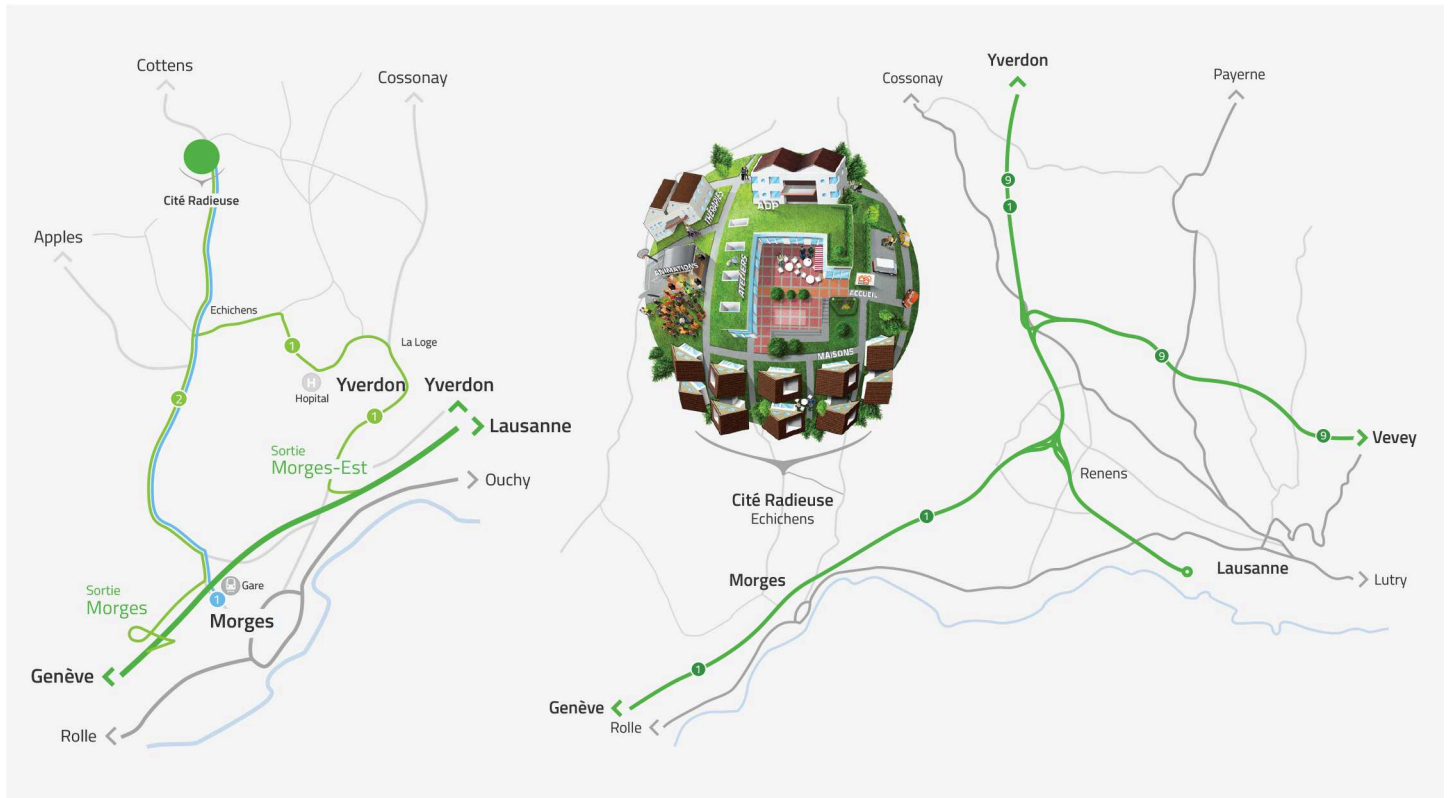 Cottens
Cossonay
Cité Radieuse
Apples
Echichens
1
La Loge
H
Hopital
Yverdon
Yverdon
2
1
Lausanne
Sortie
Morges-Est
Ouchy
Sortie
Morges
Gare
1
Morges
Genève
Rolle
Yverdon
Cossonay
Payerne
9
1
THÉRAPIES
ADP
ANIMATIONS
ATELIERS
ACCUEIL
MAISONS
9
9
Vevey
Renens
Cité Radieuse
Echichens
1
Morges
Lausanne
Lutry
1
Genève
Rolle